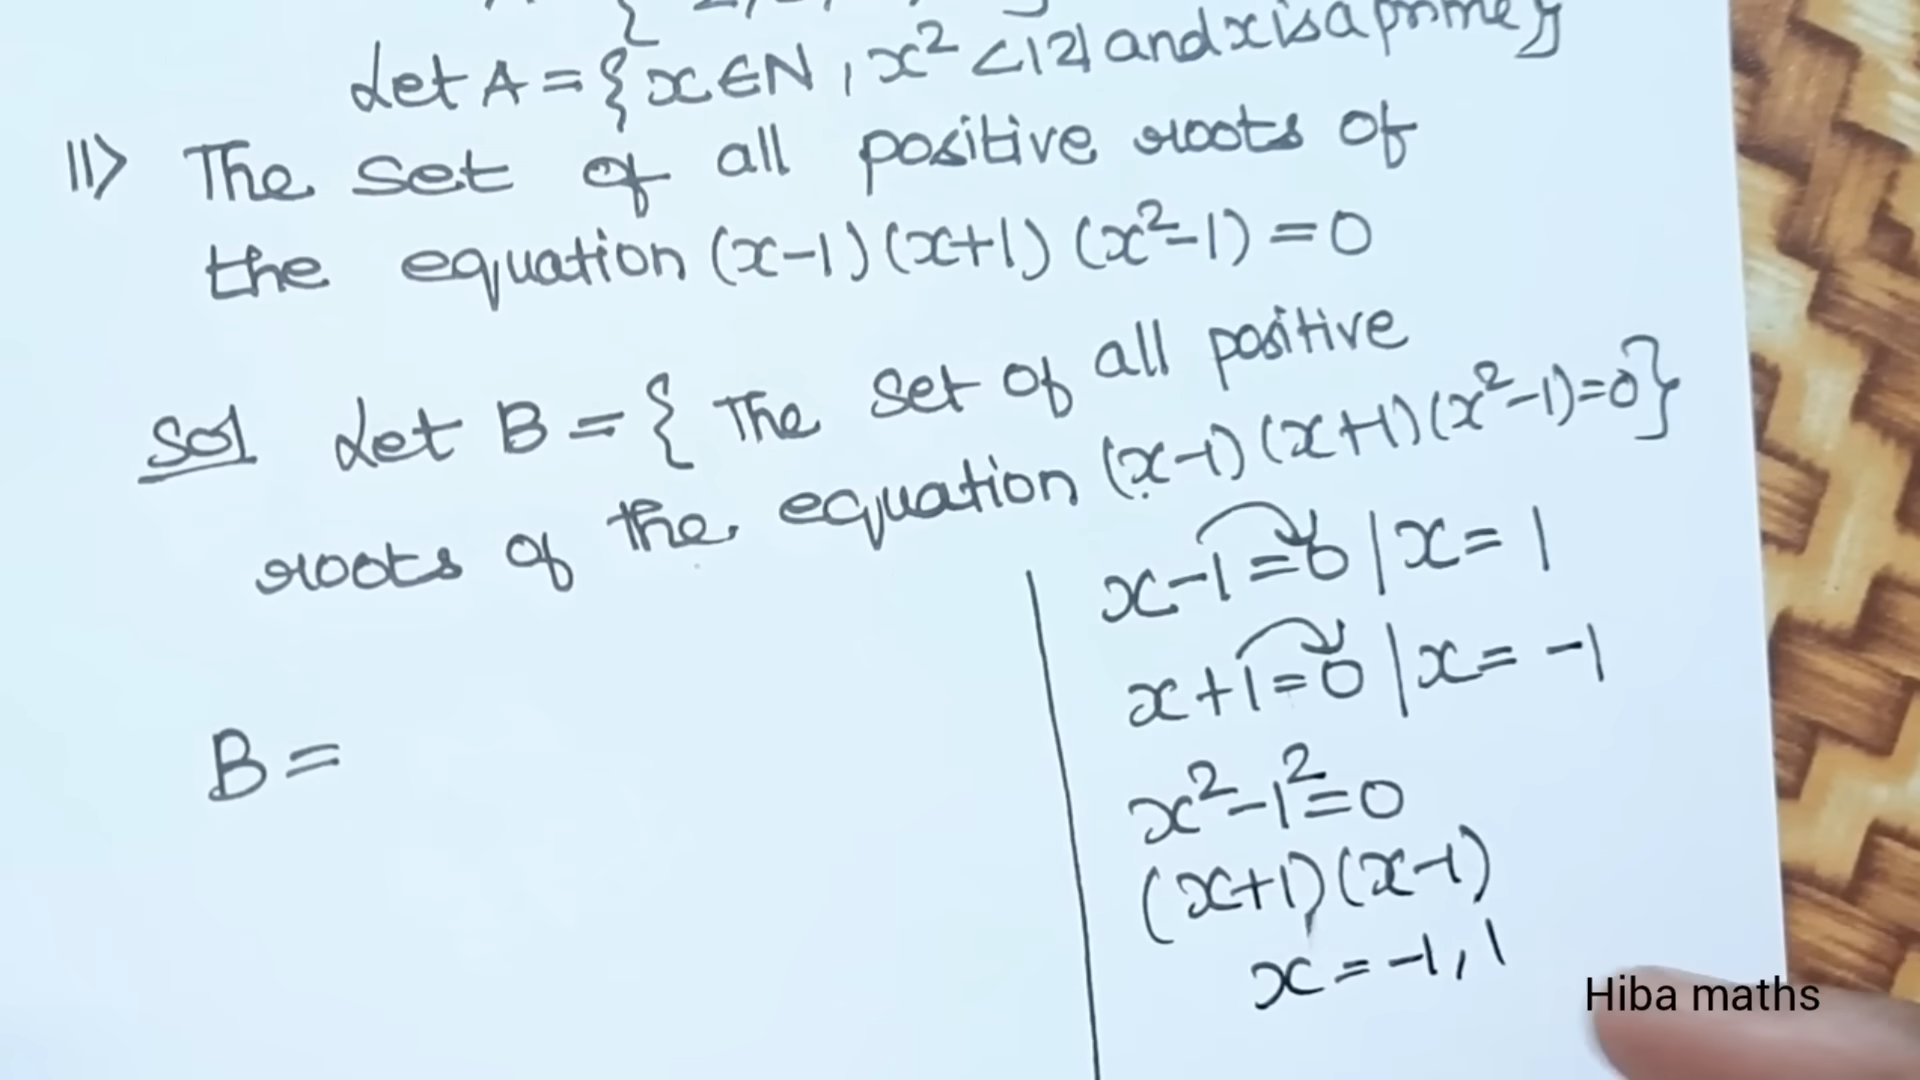 Let A = {x ∈ N, x² < 121 and x is a prime}
II> The set of all positive roots of
the equation (x-1)(x+1)(x²-1) = 0
Sol Let B = { The set of all positive
roots of the equation (x-1)(x+1)(x²-1)=0}
x-1=0 | x = 1
x+1=0 | x = -1
B =
x²-1²=0
(x+1)(x-1)
x = -1, 1
Hiba maths